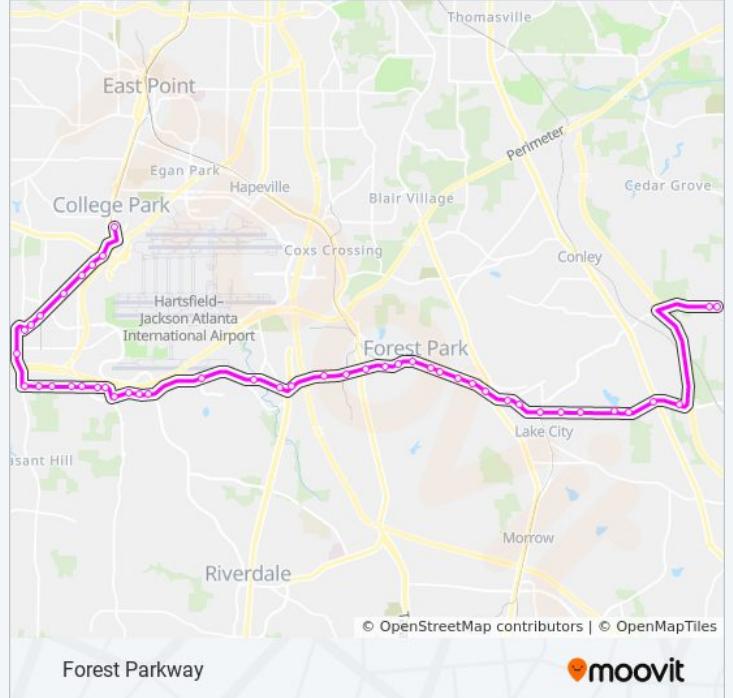 Thomasville
East Point
Perimeter
Egan Park
Hapeville
Cedar Grove
Blair Village
College Park
Coxs Crossing
Conley
Hartsfield–
Jackson Atlanta
International Airport
Forest Park
Lake City
asant Hill
Morrow
Riverdale
© OpenStreetMap contributors | © OpenMapTiles
Forest Parkway
moovit